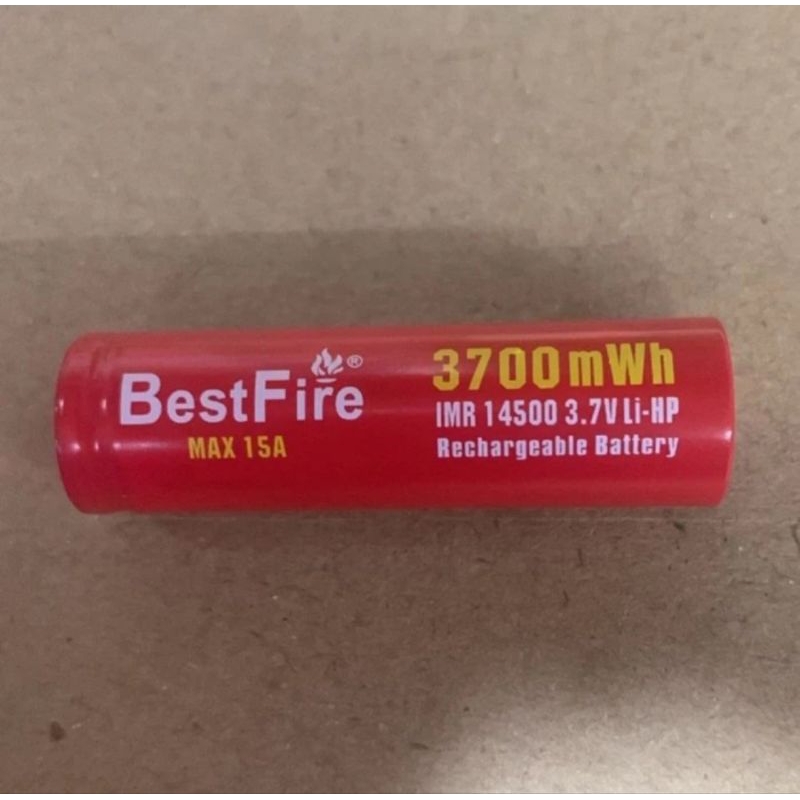 BestFire®
MAX 15A
3700mWh
IMR 14500 3.7V Li-HP
Rechargeable Battery